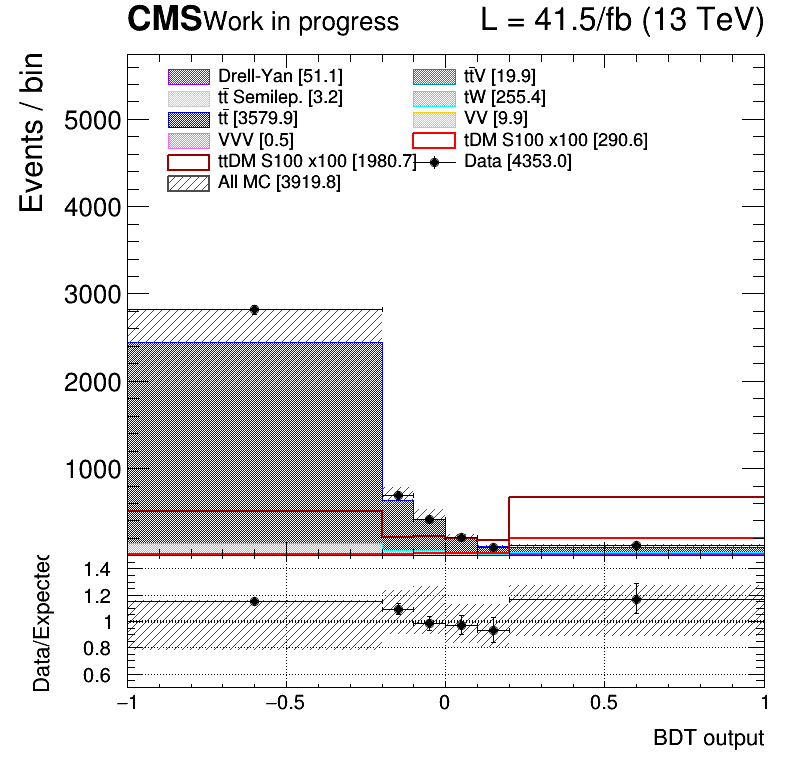 CMS Work in progress L = 41.5/fb (13 TeV)
Events / bin
Drell-Yan [51.1] tt̄V [19.9]
tt̄ Semilep. [3.2] tW [255.4]
tt̄ [3579.9] VV [9.9]
VVV [0.5] tDM S100 x100 [290.6]
ttDM S100 x100 [1980.7] Data [4353.0]
All MC [3919.8]
5000
4000
3000
2000
1000
Data/Expected
1.4
1.2
1
0.8
0.6
−1 −0.5 0 0.5 1
BDT output